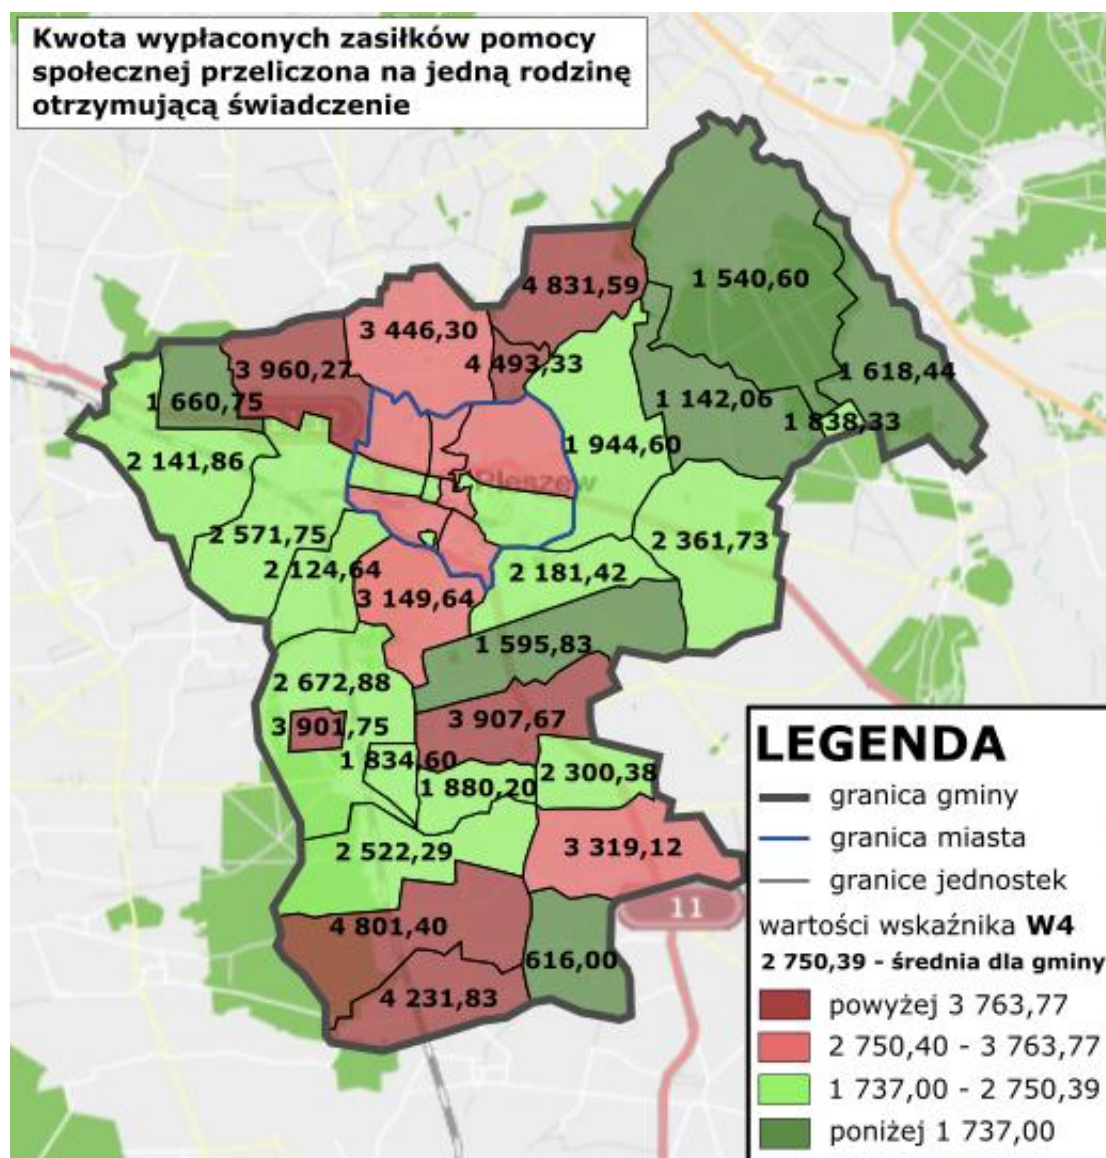 Kwota wypłaconych zasiłków pomocy
społecznej przeliczona na jedną rodzinę
otrzymującą świadczenie
4 831,59
1 540,60
3 446,30
4 493,33
3 960,27
1 618,44
1 660,75
1 142,06
1 838,33
1 944,60
2 141,86
Pleszew
2 571,75
2 361,73
2 124,64
2 181,42
3 149,64
1 595,83
2 672,88
3 901,75
3 907,67
1 834,60
2 300,38
1 880,20
2 522,29
3 319,12
11
4 801,40
616,00
4 231,83
LEGENDA
granica gminy
granica miasta
granice jednostek
wartości wskaźnika W4
2 750,39 - średnia dla gminy
powyżej 3 763,77
2 750,40 - 3 763,77
1 737,00 - 2 750,39
poniżej 1 737,00